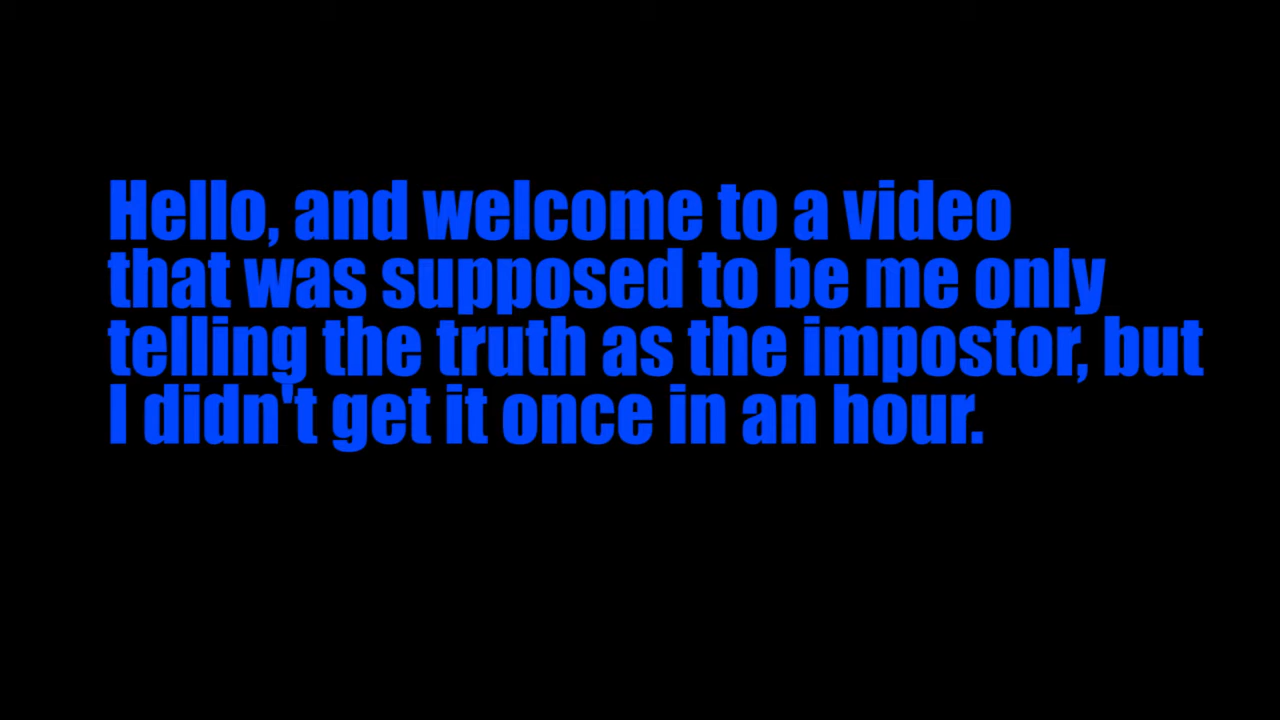 Hello, and welcome to a video
that was supposed to be me only
telling the truth as the impostor, but
I didn't get it once in an hour.